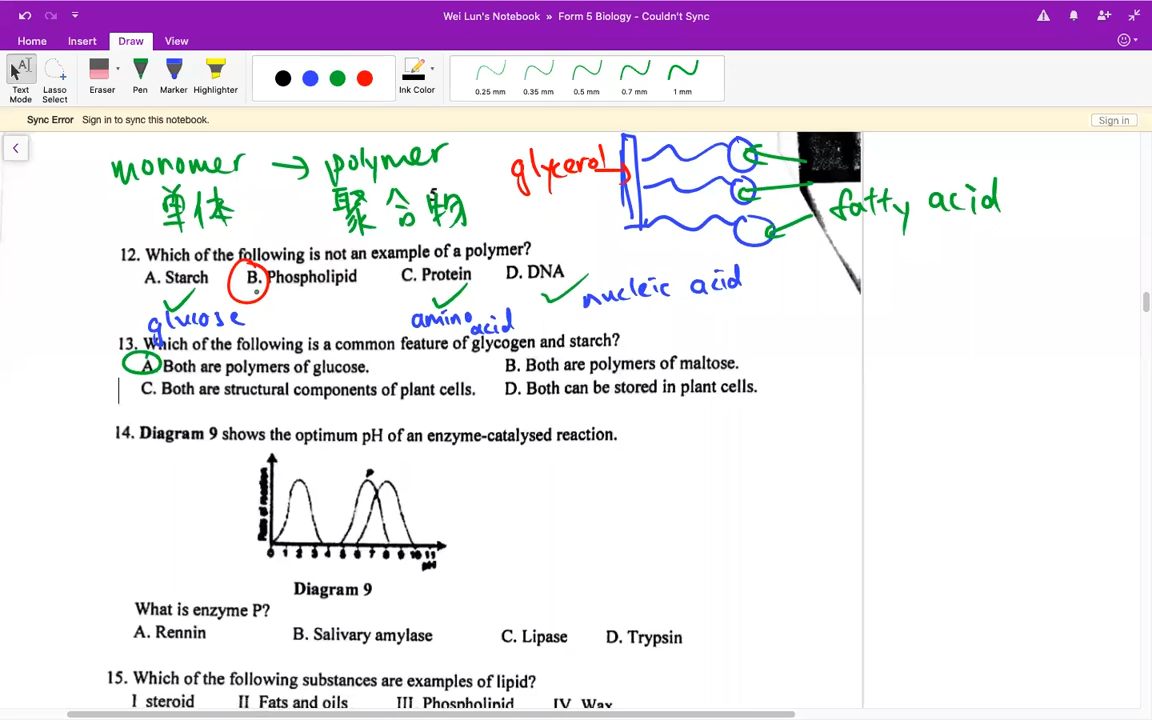 Wei Lun's Notebook » Form 5 Biology - Couldn't Sync
Home Insert Draw View
Text Mode
Lasso Select
Eraser
Pen
Marker
Highlighter
Ink Color
0.25 mm 0.35 mm 0.5 mm 0.7 mm 1 mm
Sync Error Sign in to sync this notebook. Sign in
monomer → polymer
单体 聚合物
glycerol
fatty acid
12. Which of the following is not an example of a polymer?
A. Starch B. Phospholipid C. Protein D. DNA
glucose amino acid nucleic acid
13. Which of the following is a common feature of glycogen and starch?
A Both are polymers of glucose. B. Both are polymers of maltose.
C. Both are structural components of plant cells. D. Both can be stored in plant cells.
14. Diagram 9 shows the optimum pH of an enzyme-catalysed reaction.
P
Rate of reaction
0 1 2 3 4 5 6 7 8 9 10 11
pH
Diagram 9
What is enzyme P?
A. Rennin B. Salivary amylase C. Lipase D. Trypsin
15. Which of the following substances are examples of lipid?
I steroid II Fats and oils III Phospholipid IV Wax